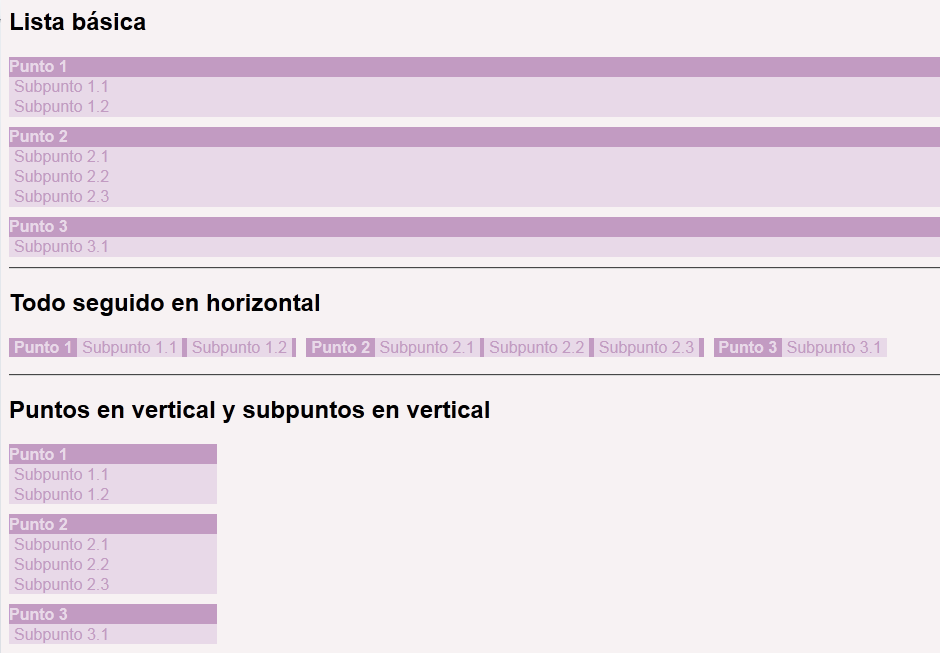 Lista básica
Punto 1
Subpunto 1.1
Subpunto 1.2
Punto 2
Subpunto 2.1
Subpunto 2.2
Subpunto 2.3
Punto 3
Subpunto 3.1
Todo seguido en horizontal
Punto 1 Subpunto 1.1 Subpunto 1.2 Punto 2 Subpunto 2.1 Subpunto 2.2 Subpunto 2.3 Punto 3 Subpunto 3.1
Puntos en vertical y subpuntos en vertical
Punto 1
Subpunto 1.1
Subpunto 1.2
Punto 2
Subpunto 2.1
Subpunto 2.2
Subpunto 2.3
Punto 3
Subpunto 3.1